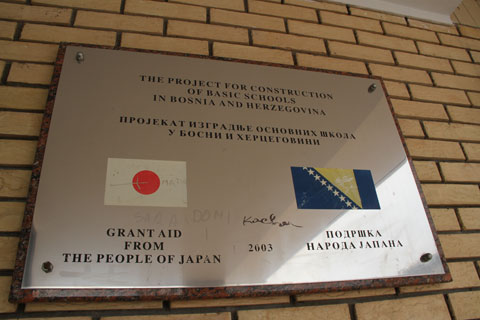 THE PROJECT FOR CONSTRUCTION
OF BASIC SCHOOLS
IN BOSNIA AND HERZEGOVINA
ПРОЈЕКАТ ИЗГРАДЊЕ ОСНОВНИХ ШКОЛА
У БОСНИ И ХЕРЦЕГОВИНИ
GRANT AID
FROM
THE PEOPLE OF JAPAN
2003
ПОДРШКА
НАРОДА ЈАПАНА